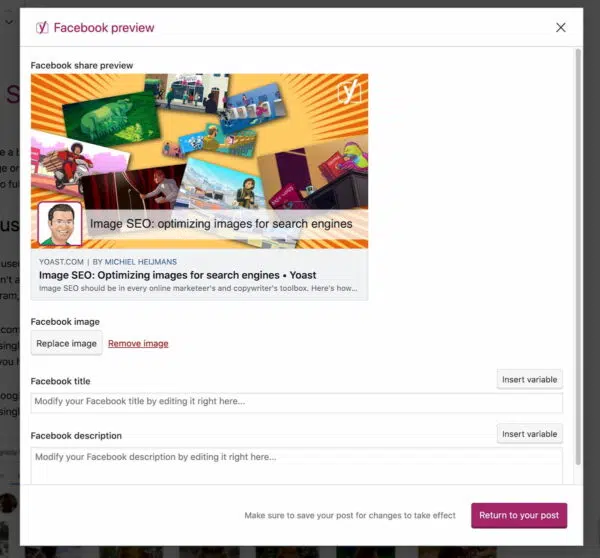 Facebook preview
Facebook share preview
Image SEO: optimizing images for search engines
YOAST.COM | BY MICHIEL HEIJMANS
Image SEO: Optimizing images for search engines • Yoast
Image SEO should be in every online marketeer's and copywriter's toolbox. Here's how...
Facebook image
Replace image Remove image
Facebook title Insert variable
Modify your Facebook title by editing it right here...
Facebook description Insert variable
Modify your Facebook description by editing it right here...
Make sure to save your post for changes to take effect Return to your post